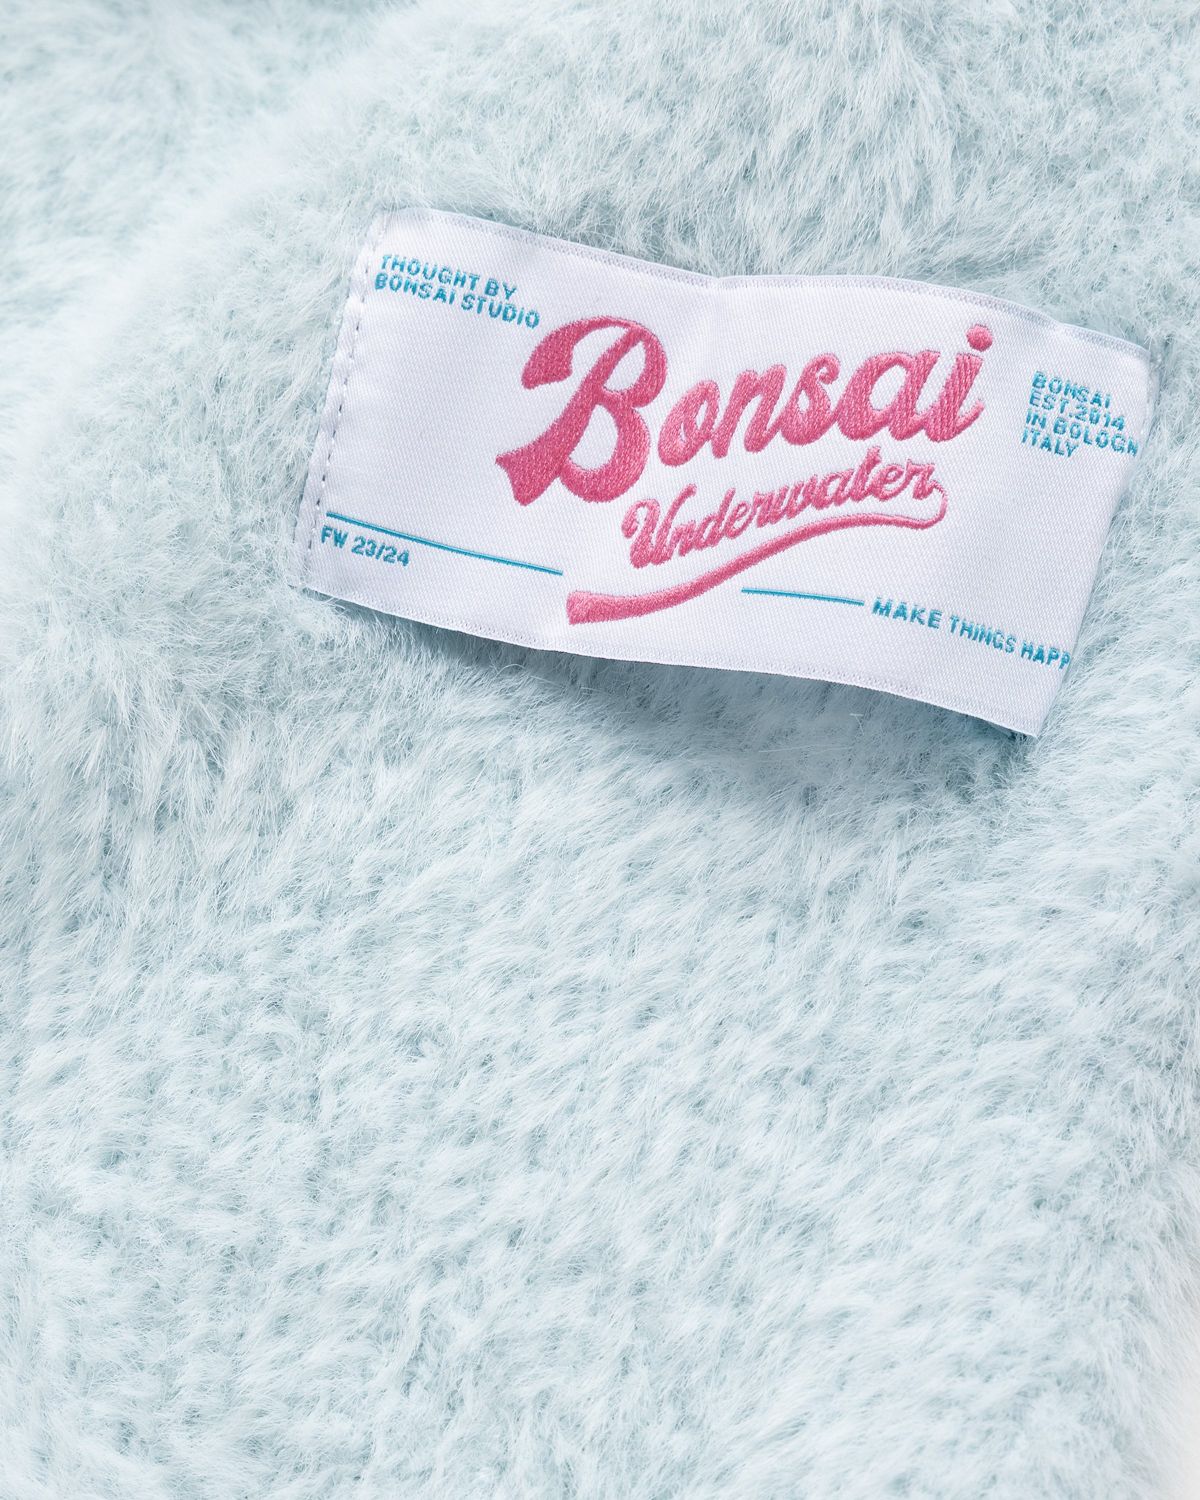 THOUGHT BY
BONSAI STUDIO
Bonsai
Underwater
BONSAI
EST.2014
IN BOLOGN
ITALY
FW 23/24
MAKE THINGS HAPP